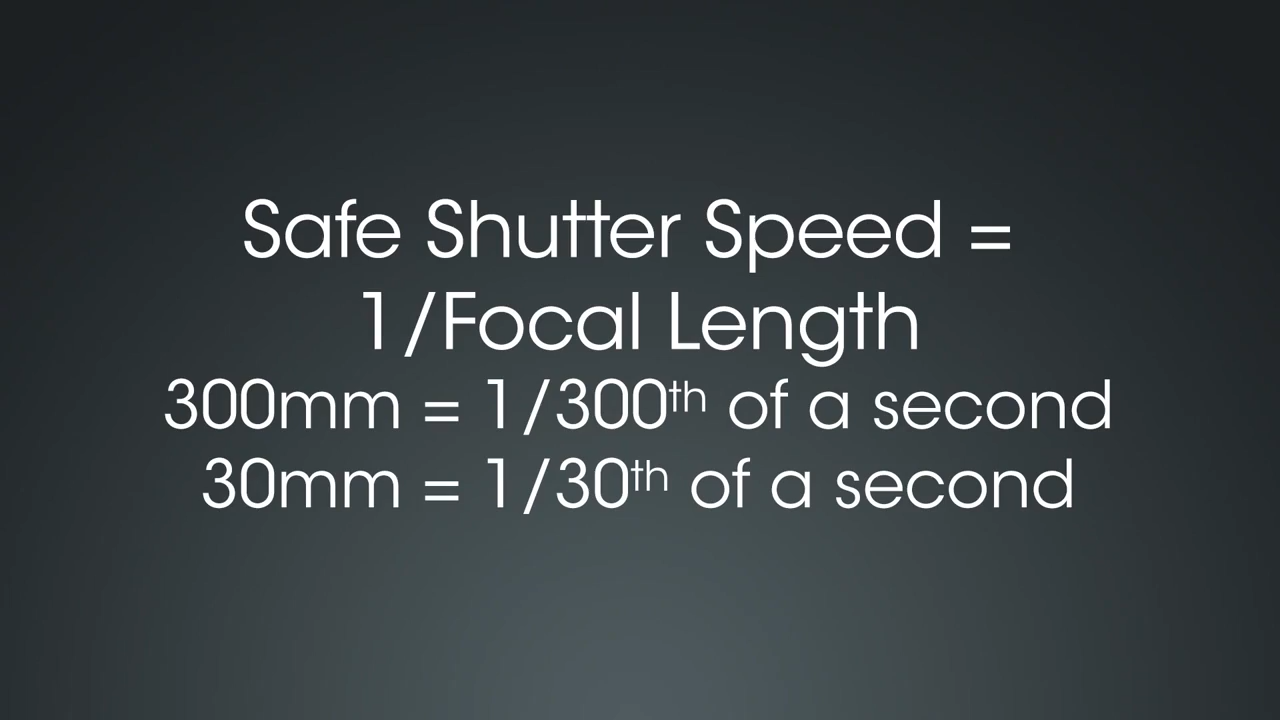 Safe Shutter Speed =
1/Focal Length
300mm = 1/300th of a second
30mm = 1/30th of a second